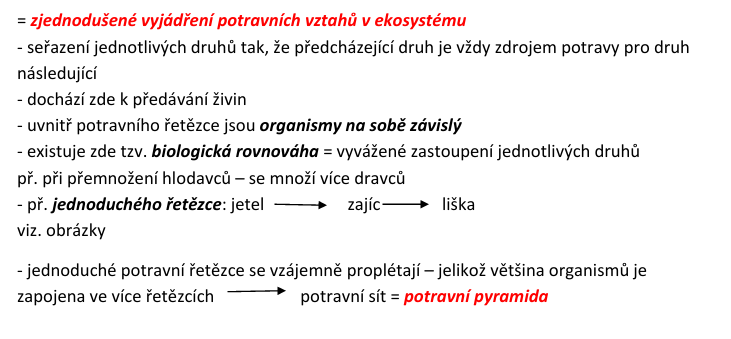 = zjednodušené vyjádření potravních vztahů v ekosystému
- seřazení jednotlivých druhů tak, že předcházející druh je vždy zdrojem potravy pro druh
následující
- dochází zde k předávání živin
- uvnitř potravního řetězce jsou organismy na sobě závislý
- existuje zde tzv. biologická rovnováha = vyvážené zastoupení jednotlivých druhů
př. při přemnožení hlodavců – se množí více dravců
- př. jednoduchého řetězce: jetel zajíc liška
viz. obrázky
- jednoduché potravní řetězce se vzájemně proplétají – jelikož většina organismů je
zapojena ve více řetězcích potravní sít = potravní pyramida